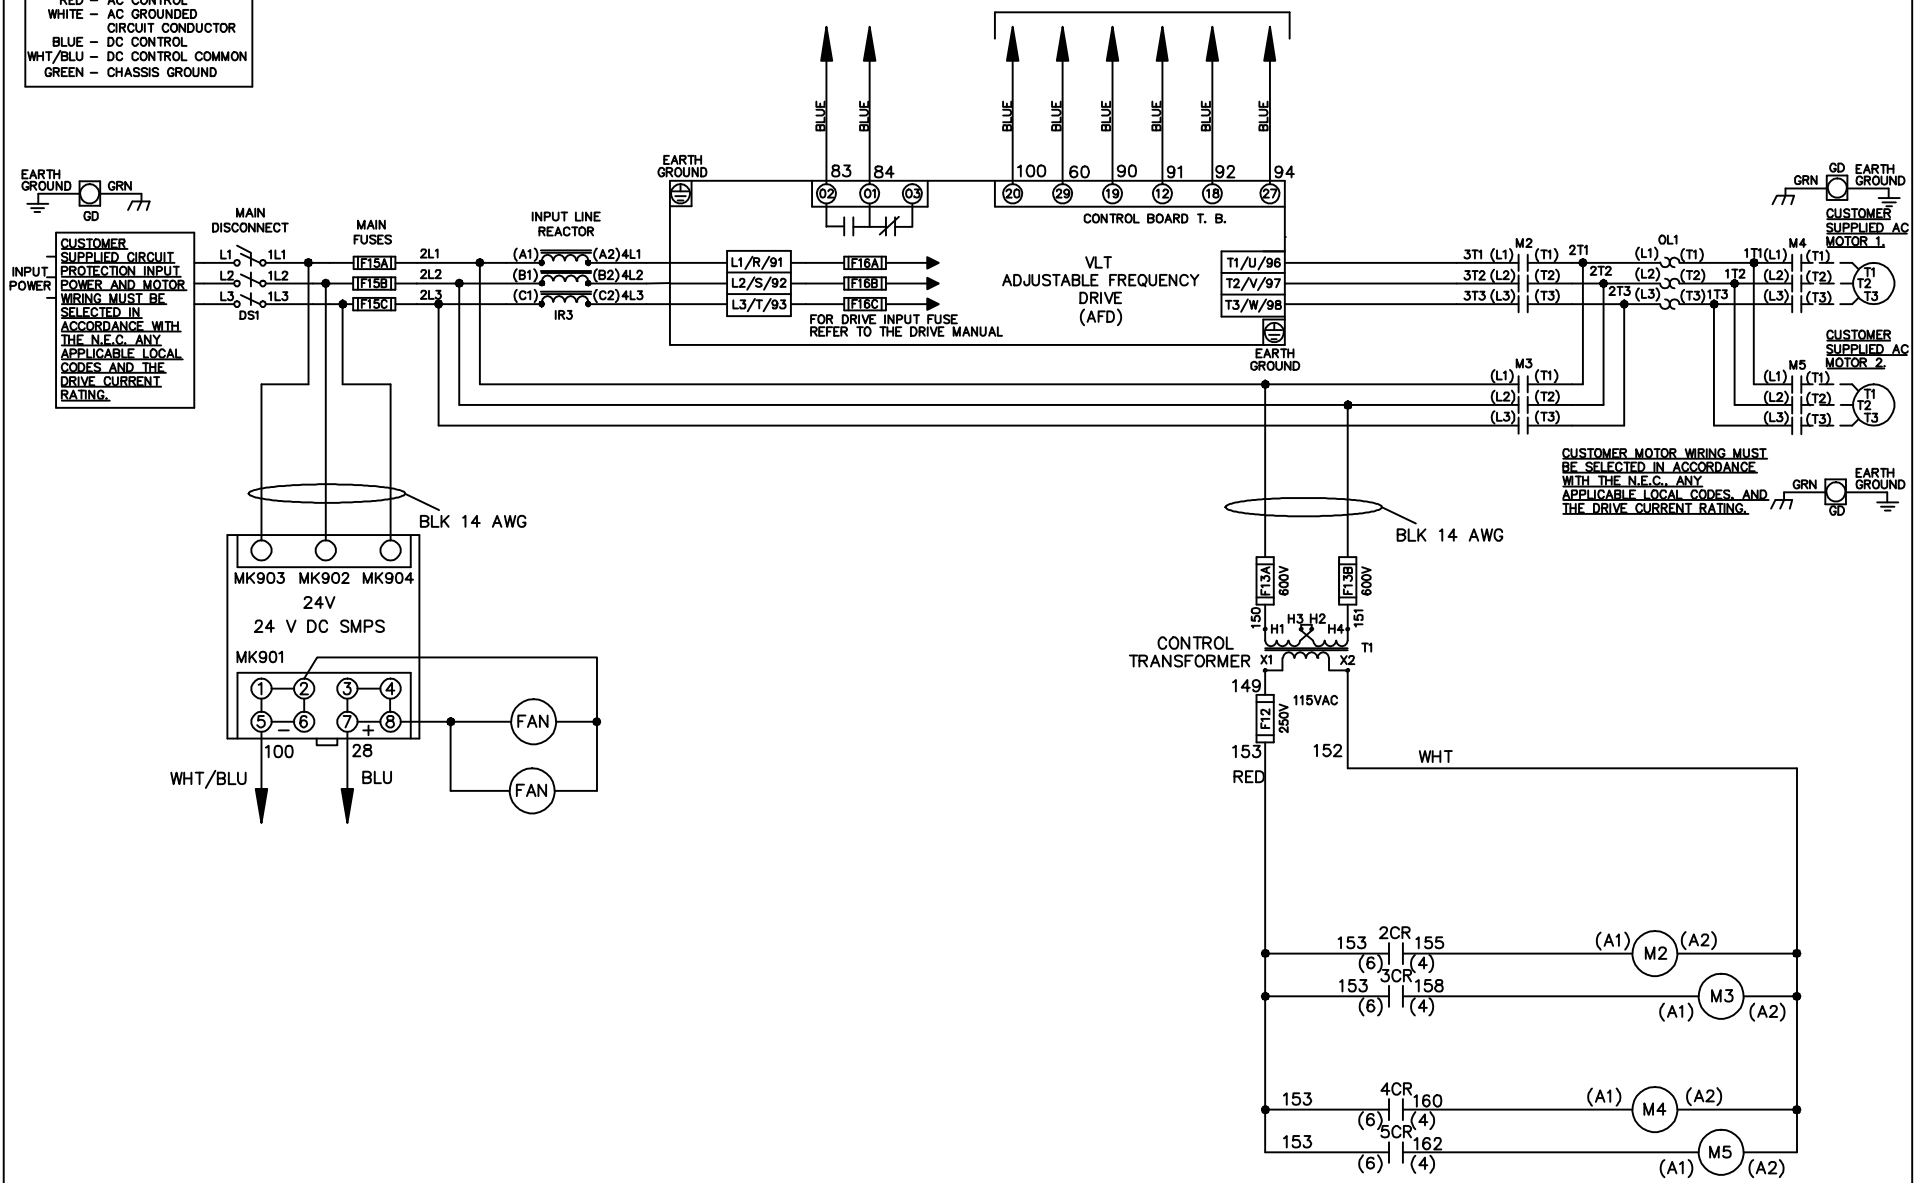 RED – AC CONTROL
WHITE – AC GROUNDED
CIRCUIT CONDUCTOR
BLUE – DC CONTROL
WHT/BLU – DC CONTROL COMMON
GREEN – CHASSIS GROUND
BLUE
BLUE
BLUE
BLUE
BLUE
BLUE
BLUE
BLUE
EARTH
GROUND
GRN
GD
EARTH
GROUND
83
84
100
60
90
91
92
94
02
01
03
20
29
19
12
18
27
CONTROL BOARD T. B.
GD
EARTH
GROUND
GRN
INPUT
POWER
CUSTOMER
SUPPLIED CIRCUIT
PROTECTION INPUT
POWER AND MOTOR
WIRING MUST BE
SELECTED IN
ACCORDANCE WITH
THE N.E.C. ANY
APPLICABLE LOCAL
CODES AND THE
DRIVE CURRENT
RATING.
MAIN
DISCONNECT
L1
1L1
L2
1L2
L3
1L3
DS1
MAIN
FUSES
F15A
F15B
F15C
2L1
2L2
2L3
INPUT LINE
REACTOR
(A1)
(A2)
4L1
(B1)
(B2)
4L2
(C1)
(C2)
4L3
IR3
L1/R/91
L2/S/92
L3/T/93
F16A
F16B
F16C
FOR DRIVE INPUT FUSE
REFER TO THE DRIVE MANUAL
VLT
ADJUSTABLE FREQUENCY
DRIVE
(AFD)
T1/U/96
T2/V/97
T3/W/98
EARTH
GROUND
M2
3T1 (L1) (T1) 2T1
3T2 (L2) (T2) 2T2
3T3 (L3) (T3) 2T3
OL1
(L1) (T1) 1T1
(L2) (T2) 1T2
(L3) (T3) 1T3
M4
(L1) (T1)
(L2) (T2)
(L3) (T3)
CUSTOMER
SUPPLIED AC
MOTOR 1.
T1
T2
T3
M3
(L1) (T1)
(L2) (T2)
(L3) (T3)
M5
(L1) (T1)
(L2) (T2)
(L3) (T3)
CUSTOMER
SUPPLIED AC
MOTOR 2.
T1
T2
T3
CUSTOMER MOTOR WIRING MUST
BE SELECTED IN ACCORDANCE
WITH THE N.E.C., ANY
APPLICABLE LOCAL CODES, AND
THE DRIVE CURRENT RATING.
GRN
EARTH
GROUND
GD
BLK 14 AWG
BLK 14 AWG
MK903
MK902
MK904
24V
24 V DC SMPS
MK901
1
2
3
4
5
6
7
8
–
+
FAN
FAN
100
28
WHT/BLU
BLU
F13A
600V
F13B
600V
150
151
H1
H3
H2
H4
T1
CONTROL
TRANSFORMER
X1
X2
149
115VAC
F12
250V
153
152
RED
WHT
2CR
153
155
(6)
(4)
(A1)
M2
(A2)
3CR
153
158
(6)
(4)
(A1)
M3
(A2)
4CR
153
160
(6)
(4)
(A1)
M4
(A2)
5CR
153
162
(6)
(4)
(A1)
M5
(A2)